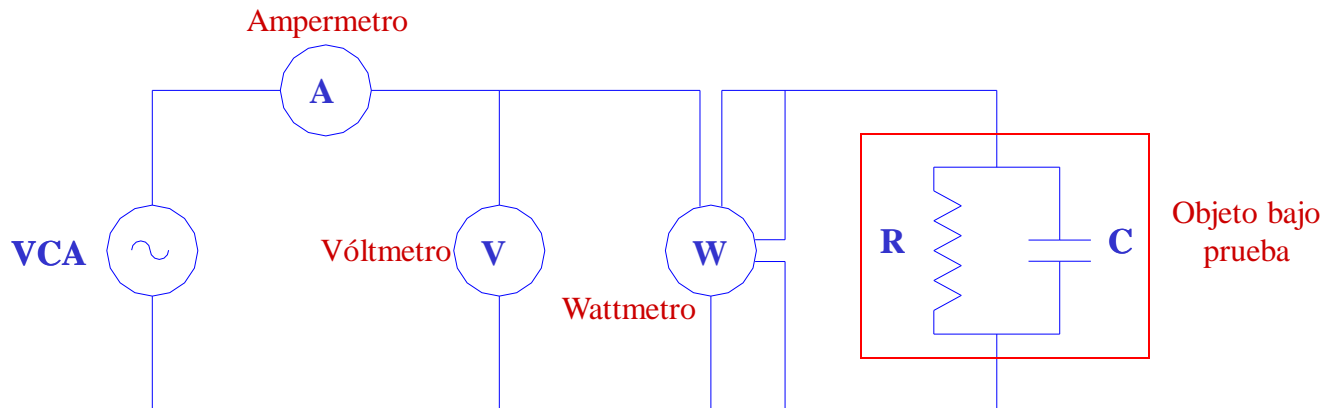 Ampermetro
A
VCA
Vóltmetro
V
W
Wattmetro
R
C
Objeto bajo
prueba